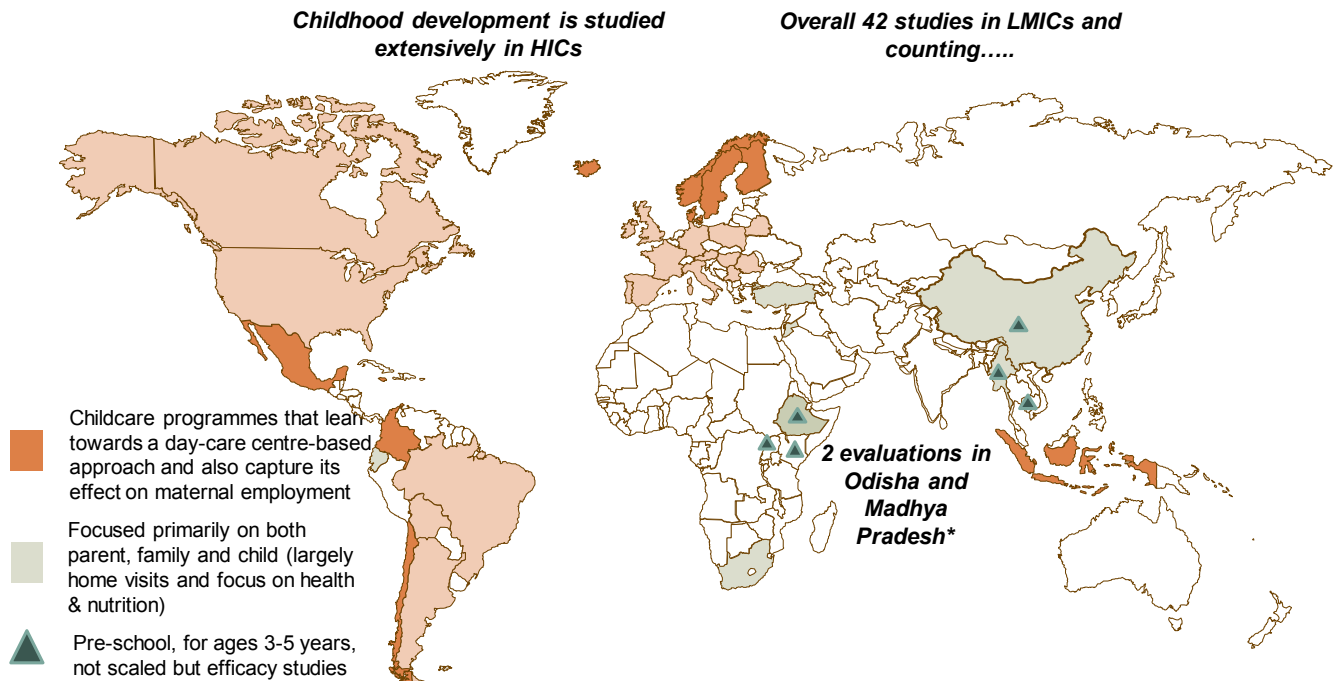 Childhood development is studied
extensively in HICs
Overall 42 studies in LMICs and
counting…..
Childcare programmes that lean
towards a day-care centre-based
approach and also capture its
effect on maternal employment
Focused primarily on both
parent, family and child (largely
home visits and focus on health
& nutrition)
Pre-school, for ages 3-5 years,
not scaled but efficacy studies
2 evaluations in
Odisha and
Madhya
Pradesh*